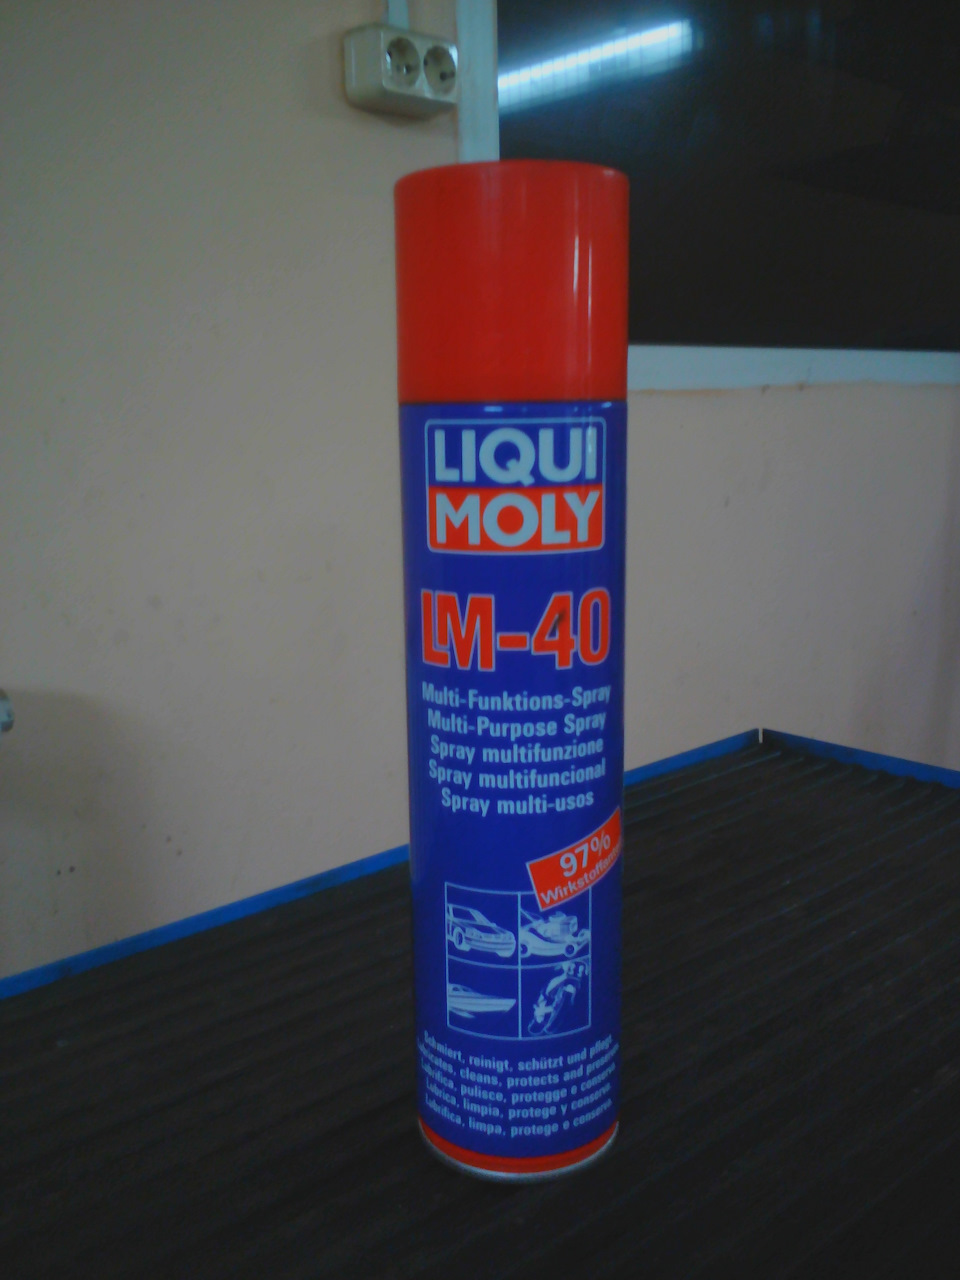 LIQUI
MOLY
LM-40
Multi-Funktions-Spray
Multi-Purpose Spray
Spray multifunzione
Spray multifuncional
Spray multi-usos
97%
Schmiert, reinigt, schützt und pflegt
Lubricates, cleans, protects and
Lubrifica, pulisce, protegge e conserva
Lubrica, limpia, protege y conserva
Lubrifica, limpa, protege e conserva